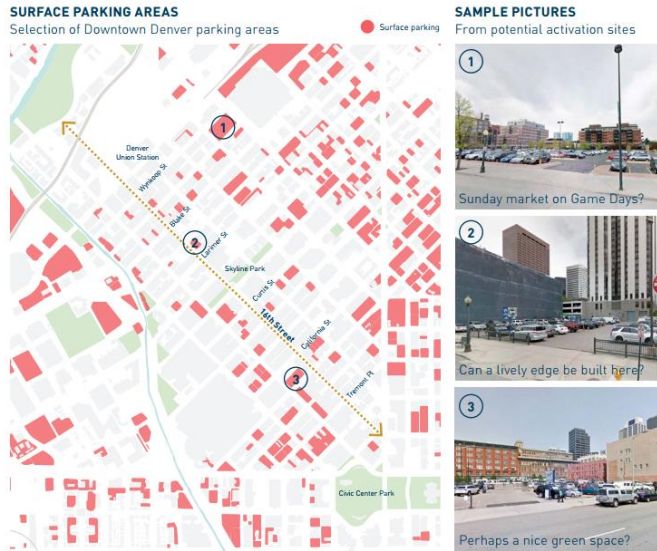 SURFACE PARKING AREAS
Selection of Downtown Denver parking areas
Surface parking
1
Denver
Union Station
Wynkoop St
Blake St
2
Larimer St
Skyline Park
Curtis St
16th Street
California St
3
Tremont Pl
Civic Center Park
SAMPLE PICTURES
From potential activation sites
1
Sunday market on Game Days?
2
Can a lively edge be built here?
3
Perhaps a nice green space?